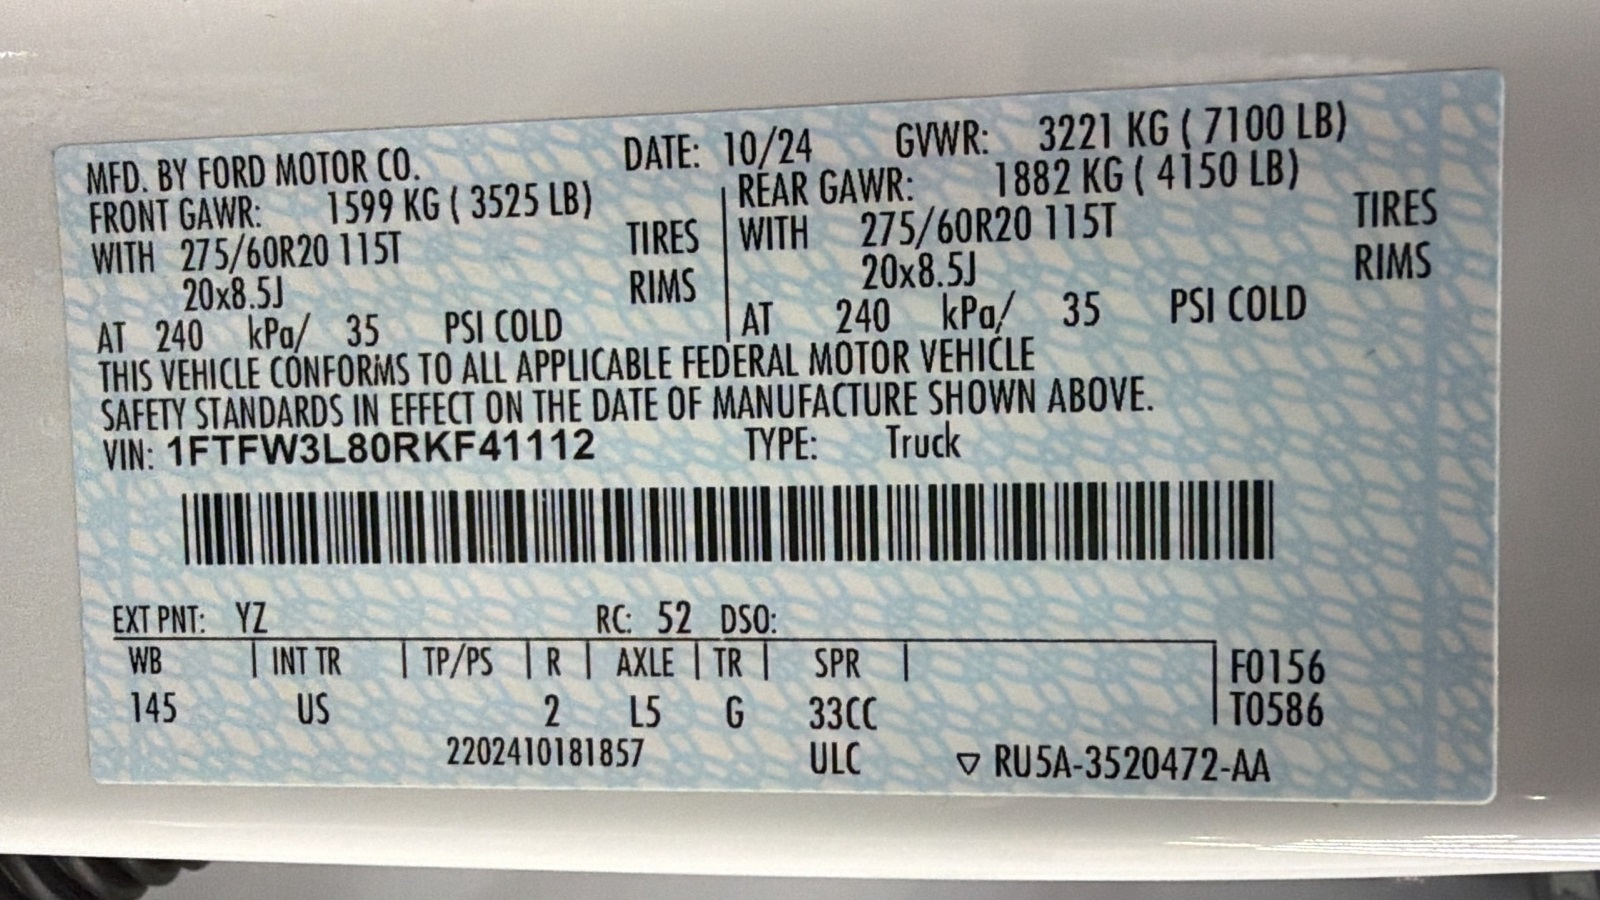 MFD. BY FORD MOTOR CO. DATE: 10/24 GVWR: 3221 KG ( 7100 LB)
FRONT GAWR: 1599 KG ( 3525 LB) REAR GAWR: 1882 KG ( 4150 LB)
WITH 275/60R20 115T TIRES WITH 275/60R20 115T TIRES
20x8.5J RIMS 20x8.5J RIMS
AT 240 kPa/ 35 PSI COLD AT 240 kPa/ 35 PSI COLD
THIS VEHICLE CONFORMS TO ALL APPLICABLE FEDERAL MOTOR VEHICLE
SAFETY STANDARDS IN EFFECT ON THE DATE OF MANUFACTURE SHOWN ABOVE.
VIN: 1FTFW3L80RKF41112 TYPE: Truck
EXT PNT: YZ RC: 52 DSO:
WB INT TR TP/PS R AXLE TR SPR F0156
145 US 2 L5 G 33CC T0586
2202410181857 ULC ▽ RU5A-3520472-AA